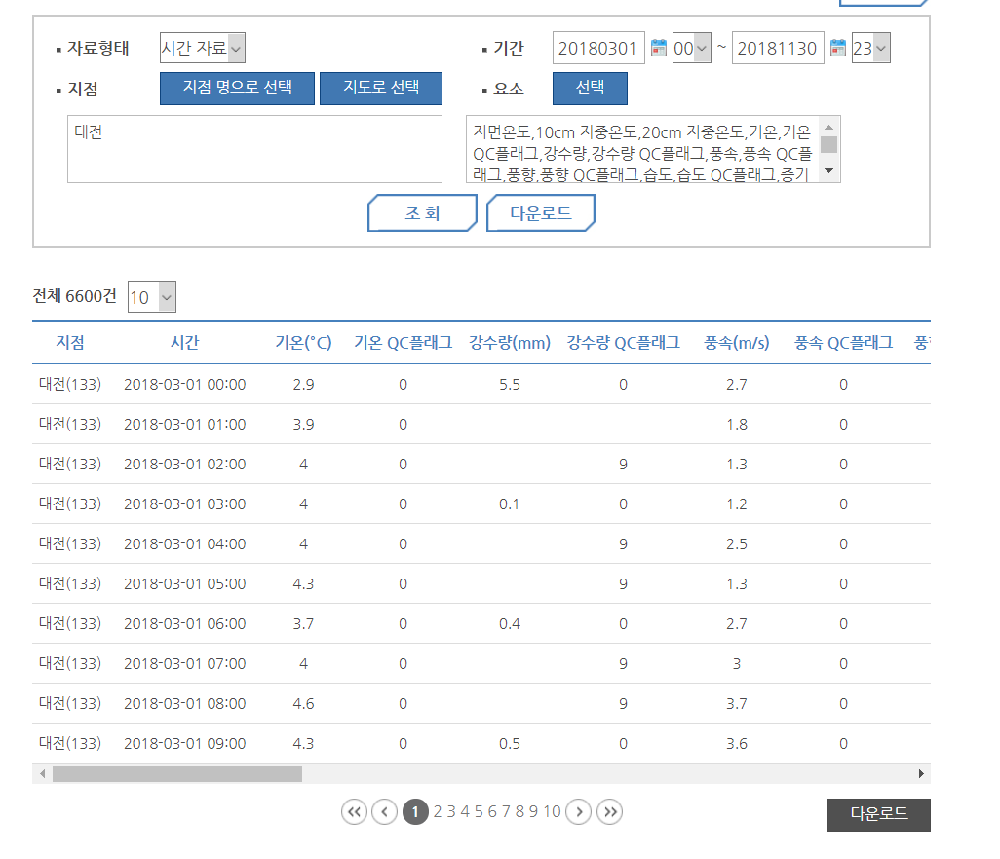 자료형태 시간 자료 기간 20180301 00 ~ 20181130 23
지점 지점 명으로 선택 지도로 선택 요소 선택
대전
지면온도,10cm 지중온도,20cm 지중온도,기온,기온
QC플래그,강수량,강수량 QC플래그,풍속,풍속 QC플
래그,풍향,풍향 QC플래그,습도,습도 QC플래그,증기
조 회 다운로드
전체 6600건 10
지점 시간 기온(°C) 기온 QC플래그 강수량(mm) 강수량 QC플래그 풍속(m/s) 풍속 QC플래그
대전(133) 2018-03-01 00:00 2.9 0 5.5 0 2.7 0
대전(133) 2018-03-01 01:00 3.9 0 1.8 0
대전(133) 2018-03-01 02:00 4 0 9 1.3 0
대전(133) 2018-03-01 03:00 4 0 0.1 0 1.2 0
대전(133) 2018-03-01 04:00 4 0 9 2.5 0
대전(133) 2018-03-01 05:00 4.3 0 9 1.3 0
대전(133) 2018-03-01 06:00 3.7 0 0.4 0 2.7 0
대전(133) 2018-03-01 07:00 4 0 9 3 0
대전(133) 2018-03-01 08:00 4.6 0 9 3.7 0
대전(133) 2018-03-01 09:00 4.3 0 0.5 0 3.6 0
1 2 3 4 5 6 7 8 9 10 다운로드